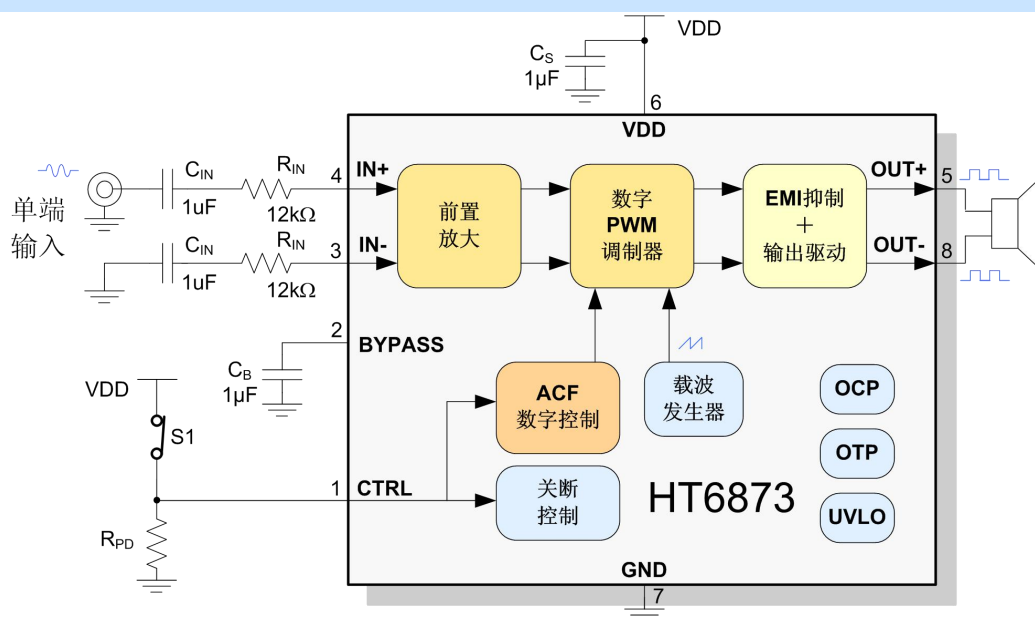 VDD
CS
1µF
6
VDD
CIN
RIN
4
IN+
1uF
12kΩ
单端
输入
CIN
RIN
3
IN-
1uF
12kΩ
前置
放大
数字
PWM
调制器
EMI抑制
+
输出驱动
OUT+
5
OUT-
8
2
BYPASS
CB
1µF
VDD
S1
1
CTRL
RPD
ACF
数字控制
载波
发生器
关断
控制
OCP
OTP
UVLO
HT6873
GND
7